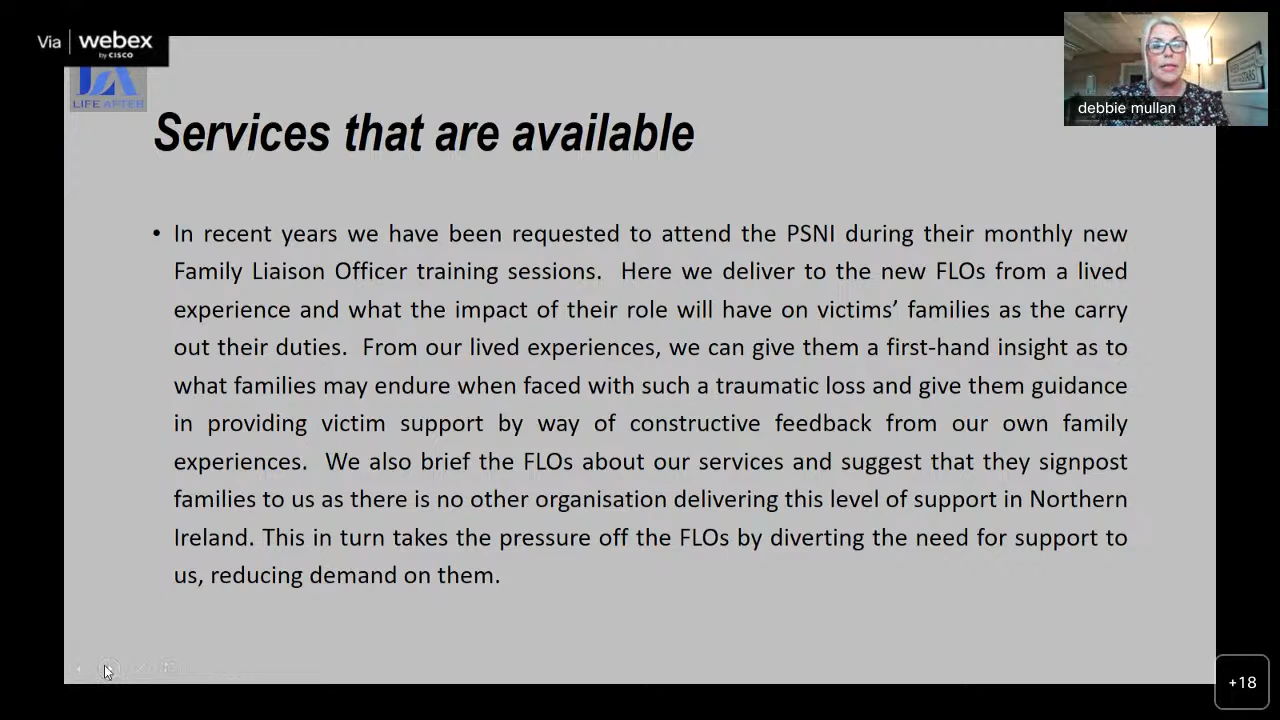 Via webex
by CISCO
LA
LIFE AFTER
debbie mullan
Services that are available
• In recent years we have been requested to attend the PSNI during their monthly new
Family Liaison Officer training sessions.  Here we deliver to the new FLOs from a lived
experience and what the impact of their role will have on victims’ families as the carry
out their duties.  From our lived experiences, we can give them a first-hand insight as to
what families may endure when faced with such a traumatic loss and give them guidance
in providing victim support by way of constructive feedback from our own family
experiences.  We also brief the FLOs about our services and suggest that they signpost
families to us as there is no other organisation delivering this level of support in Northern
Ireland. This in turn takes the pressure off the FLOs by diverting the need for support to
us, reducing demand on them.
+18